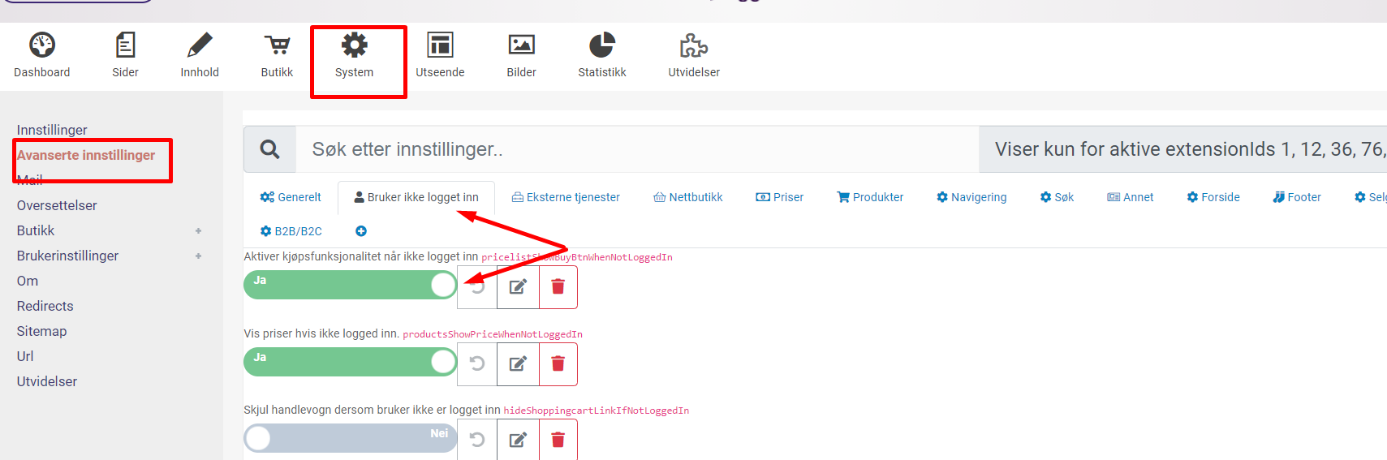 Dashboard Sider Innhold Butikk System Utseende Bilder Statistikk Utvidelser
Innstillinger
Avanserte innstillinger
Mail
Oversettelser
Butikk +
Brukerinstillinger +
Om
Redirects
Sitemap
Url
Utvidelser
Søk etter innstillinger.. Viser kun for aktive extensionIds 1, 12, 36, 76,
Generelt Bruker ikke logget inn Eksterne tjenester Nettbutikk Priser Produkter Navigering Søk Annet Forside Footer Selg
B2B/B2C
Aktiver kjøpsfunksjonalitet når ikke logget inn pricelistShowBuyBtnWhenNotLoggedIn
Ja
Vis priser hvis ikke logged inn. productsShowPriceWhenNotLoggedIn
Ja
Skjul handlevogn dersom bruker ikke er logget inn hideShoppingcartLinkIfNotLoggedIn
Nei